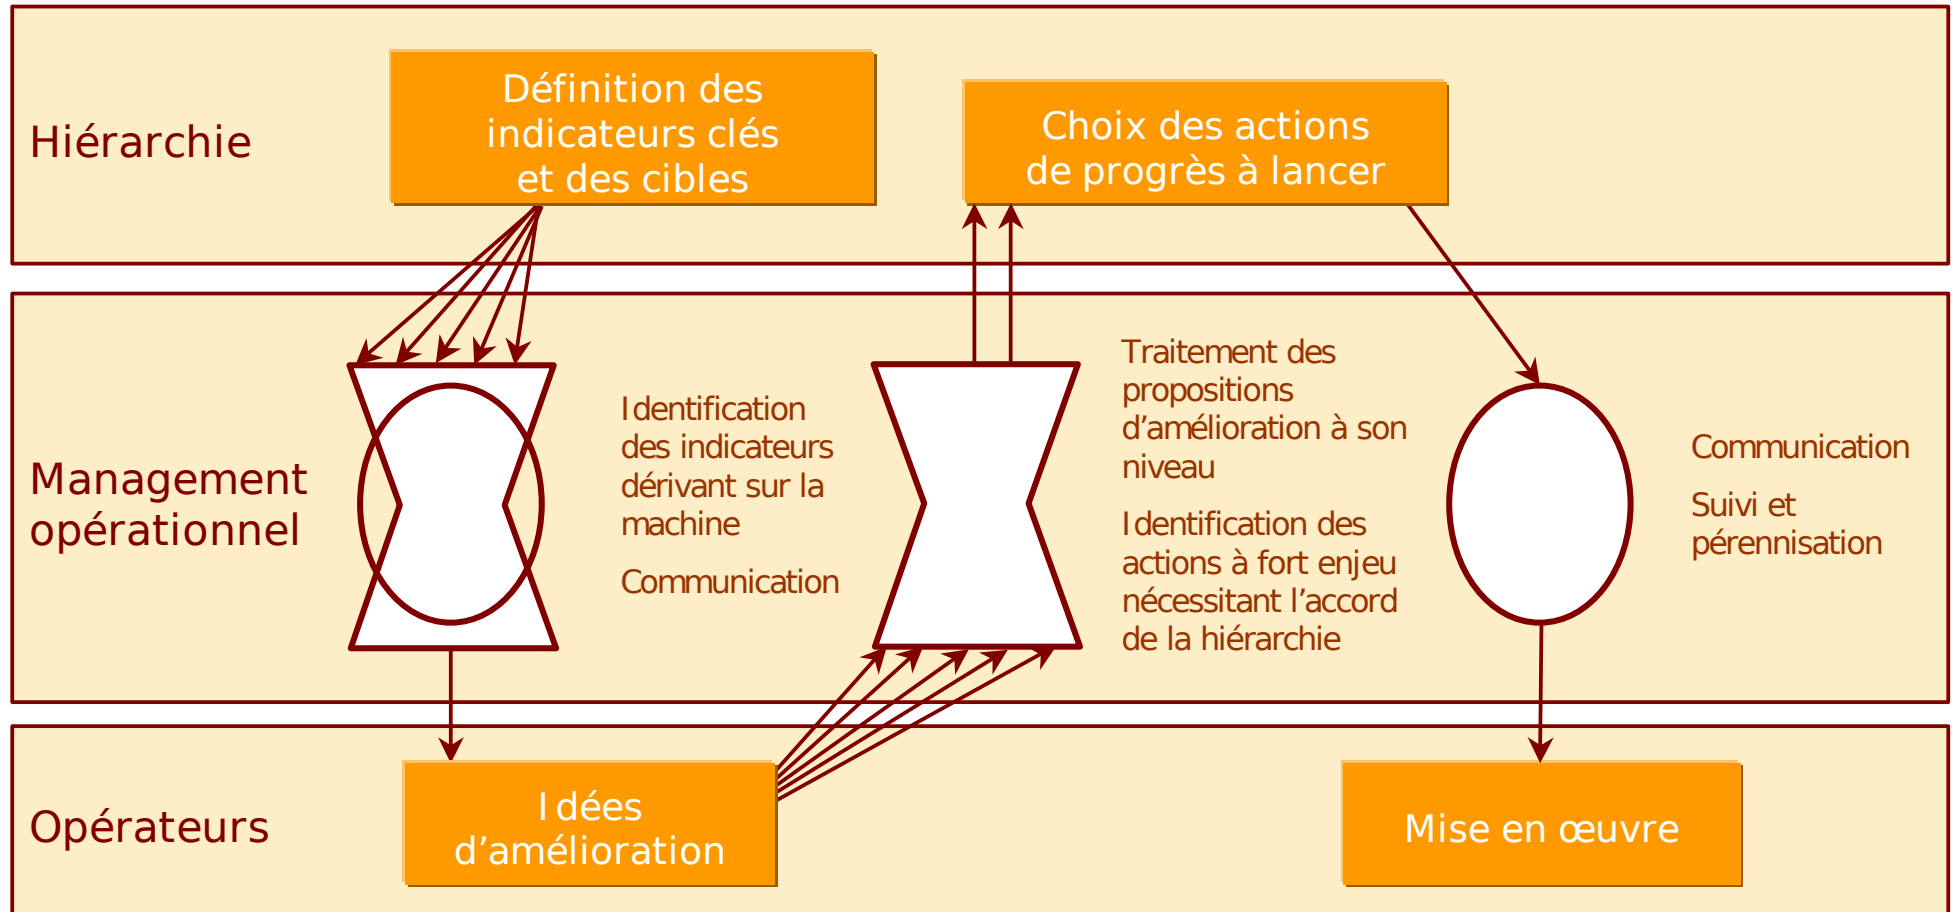 Hiérarchie
Définition des
indicateurs clés
et des cibles
Choix des actions
de progrès à lancer
Management
opérationnel
Identification
des indicateurs
dérivant sur la
machine
Communication
Traitement des
propositions
d’amélioration à son
niveau
Identification des
actions à fort enjeu
nécessitant l’accord
de la hiérarchie
Communication
Suivi et
pérennisation
Opérateurs
Idées
d’amélioration
Mise en œuvre